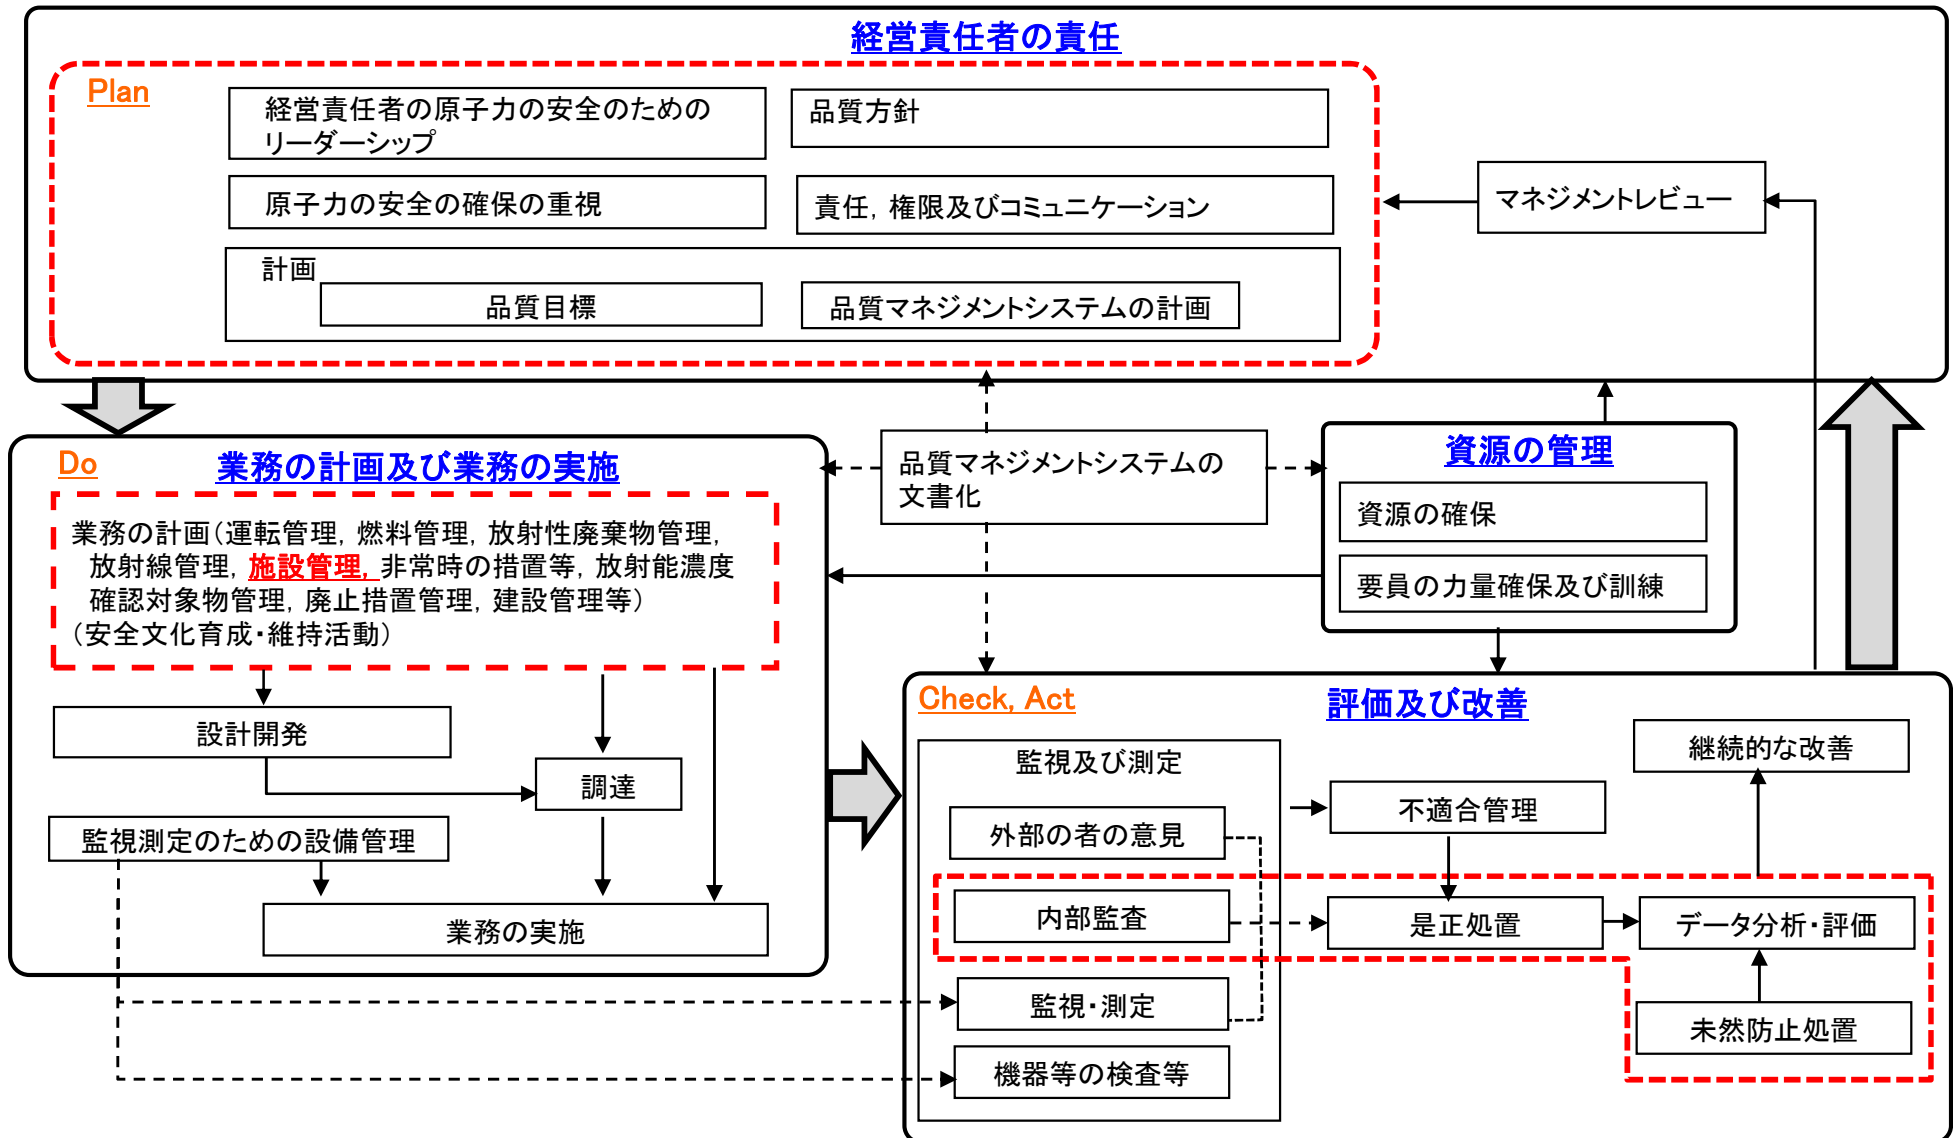 経営責任者の責任
Plan
経営責任者の原子力の安全のための
リーダーシップ
品質方針
原子力の安全の確保の重視
責任，権限及びコミュニケーション
マネジメントレビュー
計画
品質目標
品質マネジメントシステムの計画
Do
業務の計画及び業務の実施
業務の計画（運転管理，燃料管理，放射性廃棄物管理，
放射線管理，施設管理，非常時の措置等，放射能濃度
確認対象物管理，廃止措置管理，建設管理等）
（安全文化育成・維持活動）
設計開発
調達
監視測定のための設備管理
業務の実施
品質マネジメントシステムの
文書化
資源の管理
資源の確保
要員の力量確保及び訓練
Check, Act
評価及び改善
監視及び測定
外部の者の意見
内部監査
監視・測定
機器等の検査等
不適合管理
是正処置
継続的な改善
データ分析・評価
未然防止処置